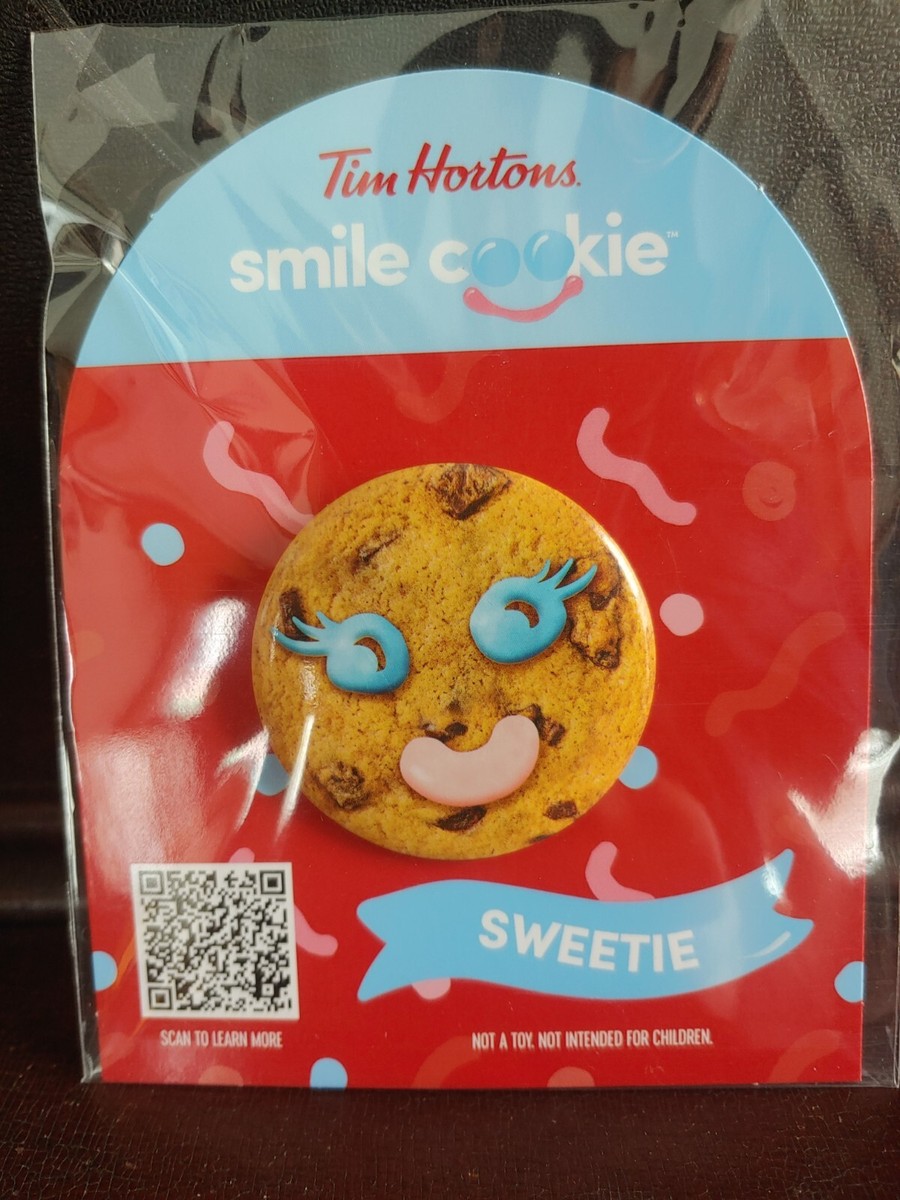 Tim Hortons.
smile cookie™
SWEETIE
SCAN TO LEARN MORE
NOT A TOY. NOT INTENDED FOR CHILDREN.